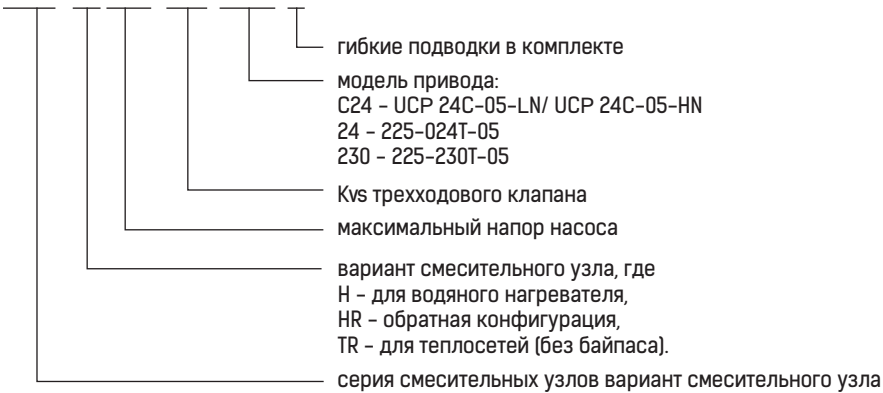 гибкие подводки в комплекте
модель привода:
C24 – UCP 24C-05-LN/ UCP 24C-05-HN
24 – 225-024T-05
230 – 225-230T-05
Kvs трехходового клапана
максимальный напор насоса
вариант смесительного узла, где
H – для водяного нагревателя,
HR – обратная конфигурация,
TR – для теплосетей (без байпаса).
серия смесительных узлов вариант смесительного узла